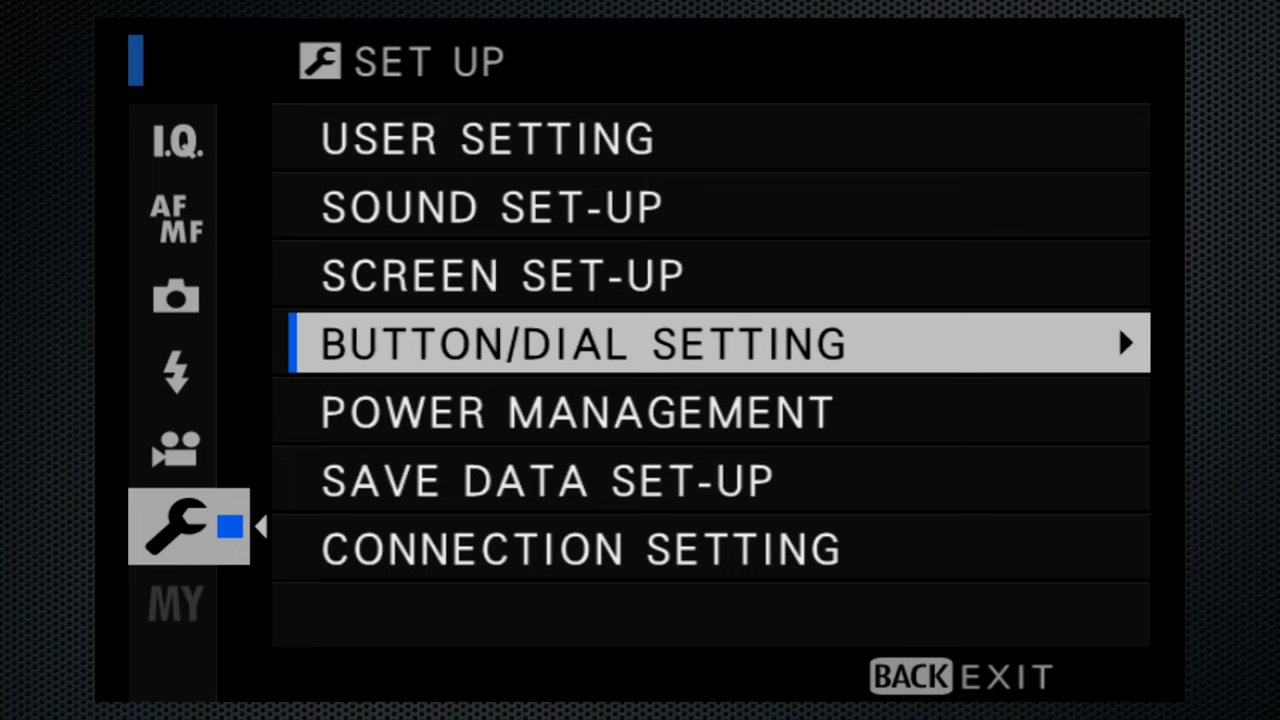 SET UP
I.Q.
AF
MF
MY
USER SETTING
SOUND SET-UP
SCREEN SET-UP
BUTTON/DIAL SETTING
POWER MANAGEMENT
SAVE DATA SET-UP
CONNECTION SETTING
BACK EXIT